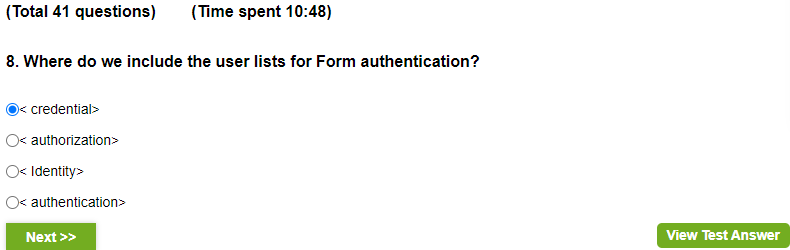 (Total 41 questions) (Time spent 10:48)
8. Where do we include the user lists for Form authentication?
< credential>
< authorization>
< Identity>
< authentication>
Next >> View Test Answer